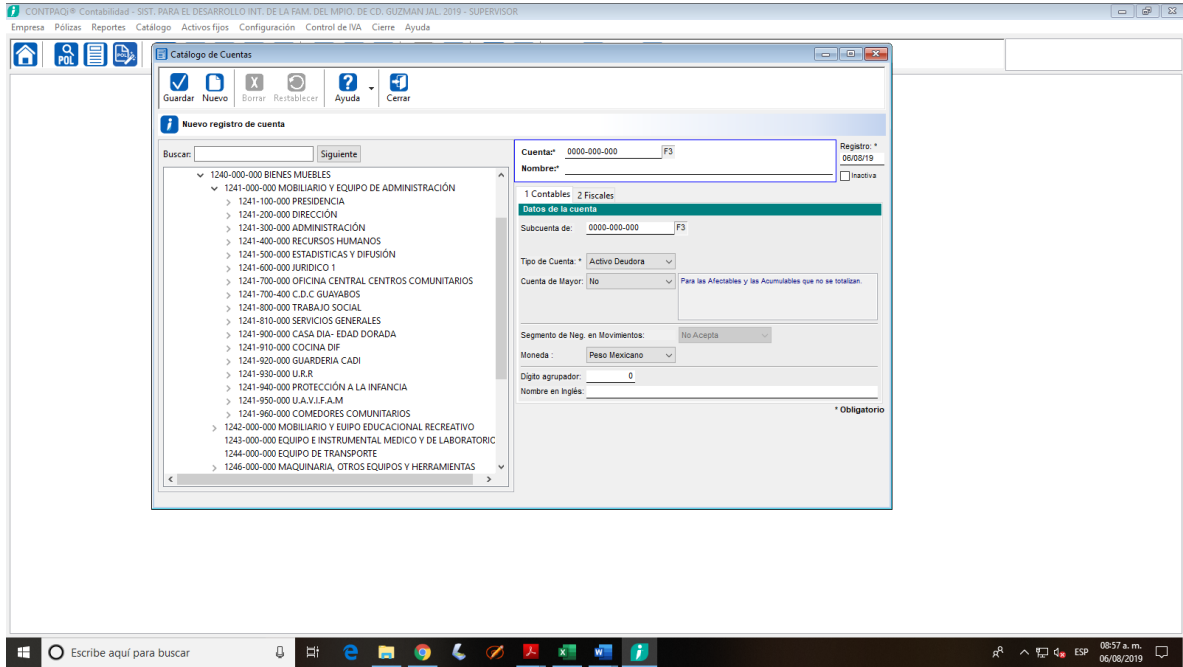 CONTPAQi® Contabilidad - SIST. PARA EL DESARROLLO INT. DE LA FAM. DEL MPIO. DE CD. GUZMAN JAL. 2019 - SUPERVISOR
Empresa Pólizas Reportes Catálogo Activos fijos Configuración Control de IVA Cierre Ayuda
POL
Catálogo de Cuentas
Guardar Nuevo Borrar Restablecer Ayuda Cerrar
Nuevo registro de cuenta
Buscar: Siguiente
1240-000-000 BIENES MUEBLES
1241-000-000 MOBILIARIO Y EQUIPO DE ADMINISTRACIÓN
1241-100-000 PRESIDENCIA
1241-200-000 DIRECCIÓN
1241-300-000 ADMINISTRACIÓN
1241-400-000 RECURSOS HUMANOS
1241-500-000 ESTADISTICAS Y DIFUSIÓN
1241-600-000 JURIDICO 1
1241-700-000 OFICINA CENTRAL CENTROS COMUNITARIOS
1241-700-400 C.D.C GUAYABOS
1241-800-000 TRABAJO SOCIAL
1241-810-000 SERVICIOS GENERALES
1241-900-000 CASA DIA- EDAD DORADA
1241-910-000 COCINA DIF
1241-920-000 GUARDERIA CADI
1241-930-000 U.R.R
1241-940-000 PROTECCIÓN A LA INFANCIA
1241-950-000 U.A.V.I.F.A.M
1241-960-000 COMEDORES COMUNITARIOS
1242-000-000 MOBILIARIO Y EUIPO EDUCACIONAL RECREATIVO
1243-000-000 EQUIPO E INSTRUMENTAL MEDICO Y DE LABORATORIO
1244-000-000 EQUIPO DE TRANSPORTE
1246-000-000 MAQUINARIA, OTROS EQUIPOS Y HERRAMIENTAS
Cuenta:* 0000-000-000 F3
Nombre:*
Registro: *
06/08/19
Inactiva
1 Contables 2 Fiscales
Datos de la cuenta
Subcuenta de: 0000-000-000 F3
Tipo de Cuenta: * Activo Deudora
Cuenta de Mayor: No
Para las Afectables y las Acumulables que no se totalizan.
Segmento de Neg. en Movimientos: No Acepta
Moneda : Peso Mexicano
Dígito agrupador: 0
Nombre en Inglés:
* Obligatorio
Escribe aquí para buscar
ESP
08:57 a. m.
06/08/2019